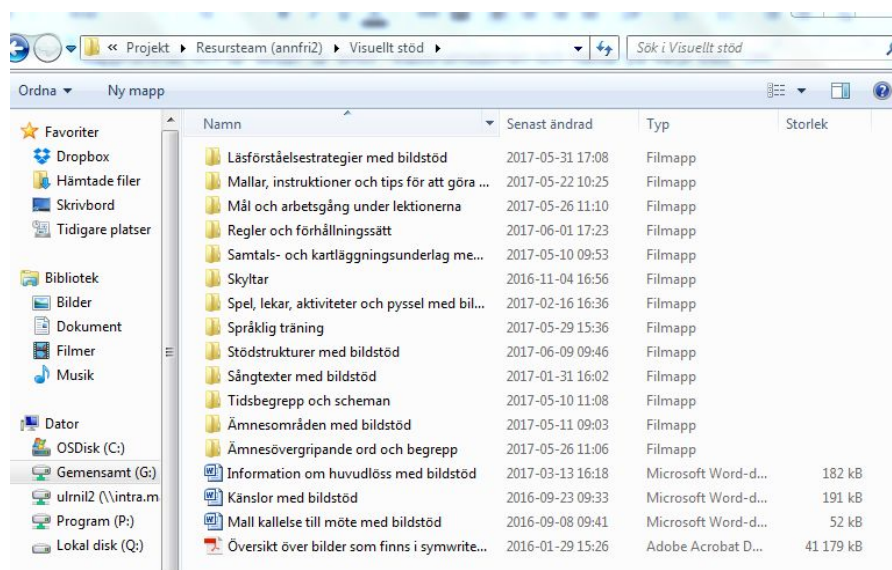 « Projekt ▸ Resursteam (annfri2) ▸ Visuellt stöd ▸
Sök i Visuellt stöd
Ordna Ny mapp
Favoriter
Dropbox
Hämtade filer
Skrivbord
Tidigare platser
Bibliotek
Bilder
Dokument
Filmer
Musik
Dator
OSDisk (C:)
Gemensamt (G:)
ulrnil2 (\\intra.m
Program (P:)
Lokal disk (Q:)
Namn Senast ändrad Typ Storlek
Läsförståelsestrategier med bildstöd 2017-05-31 17:08 Filmapp
Mallar, instruktioner och tips för att göra ... 2017-05-22 10:25 Filmapp
Mål och arbetsgång under lektionerna 2017-05-26 11:10 Filmapp
Regler och förhållningssätt 2017-06-01 17:23 Filmapp
Samtals- och kartläggningsunderlag me... 2017-05-10 09:53 Filmapp
Skyltar 2016-11-04 16:56 Filmapp
Spel, lekar, aktiviteter och pyssel med bil... 2017-02-16 16:36 Filmapp
Språklig träning 2017-05-29 15:36 Filmapp
Stödstrukturer med bildstöd 2017-06-09 09:46 Filmapp
Sångtexter med bildstöd 2017-01-31 16:02 Filmapp
Tidsbegrepp och scheman 2017-05-10 11:08 Filmapp
Ämnesområden med bildstöd 2017-05-11 09:03 Filmapp
Ämnesövergripande ord och begrepp 2017-05-26 11:06 Filmapp
Information om huvudlöss med bildstöd 2017-03-13 16:18 Microsoft Word-d... 182 kB
Känslor med bildstöd 2016-09-23 09:33 Microsoft Word-d... 191 kB
Mall kallelse till möte med bildstöd 2016-09-08 09:41 Microsoft Word-d... 52 kB
Översikt över bilder som finns i symwrite... 2016-01-29 15:26 Adobe Acrobat D... 41 179 kB